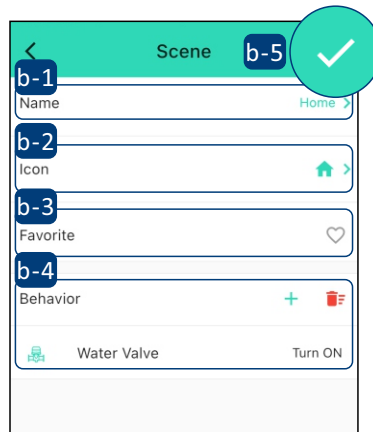 Scene
b-5
b-1
Name
Home
b-2
Icon
b-3
Favorite
b-4
Behavior
Water Valve
Turn ON